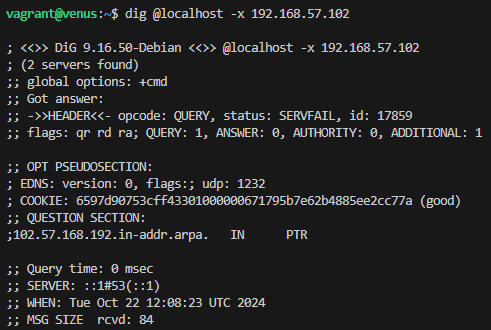 vagrant@venus:~$ dig @localhost -x 192.168.57.102
; <<>> DiG 9.16.50-Debian <<>> @localhost -x 192.168.57.102
; (2 servers found)
;; global options: +cmd
;; Got answer:
;; ->>HEADER<<- opcode: QUERY, status: SERVFAIL, id: 17859
;; flags: qr rd ra; QUERY: 1, ANSWER: 0, AUTHORITY: 0, ADDITIONAL: 1
;; OPT PSEUDOSECTION:
; EDNS: version: 0, flags:; udp: 1232
; COOKIE: 6597d90753cff43301000000671795b7e62b4885ee2cc77a (good)
;; QUESTION SECTION:
;102.57.168.192.in-addr.arpa. IN PTR
;; Query time: 0 msec
;; SERVER: ::1#53(::1)
;; WHEN: Tue Oct 22 12:08:23 UTC 2024
;; MSG SIZE rcvd: 84